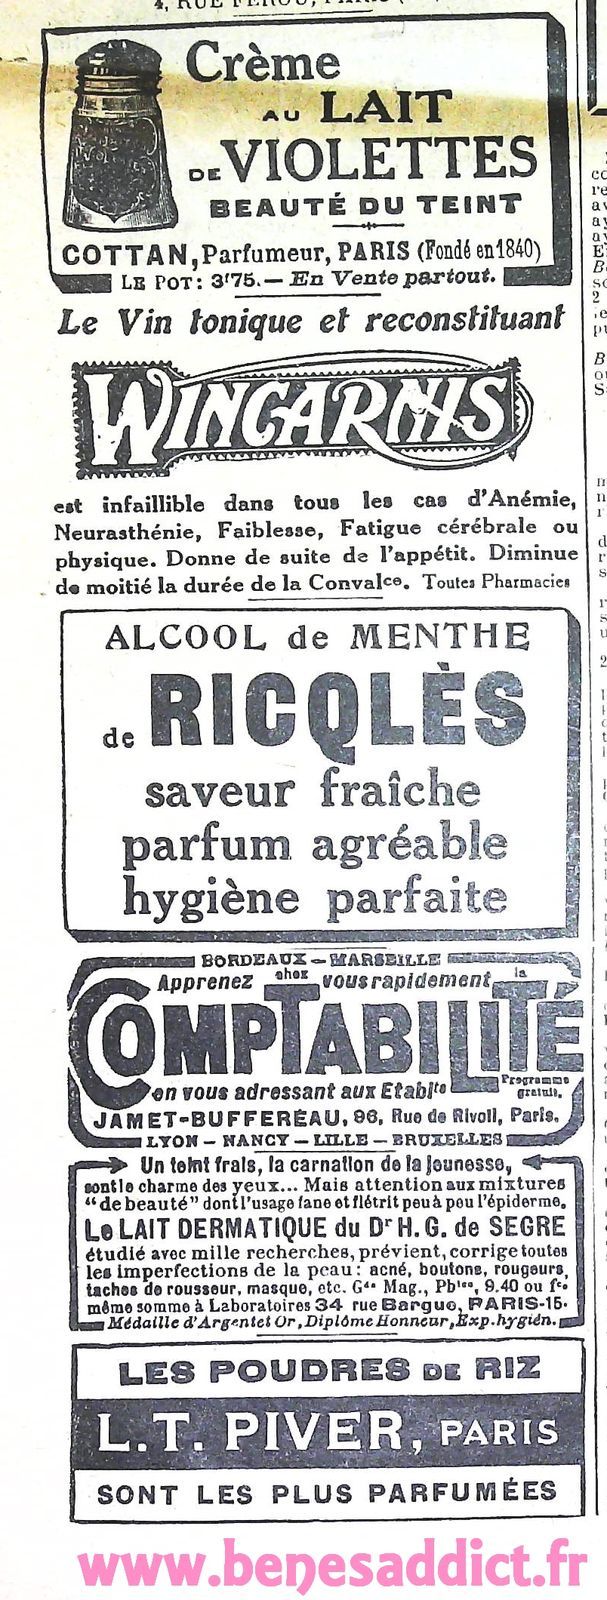 4, RUE FÉROU, PARIS
Crème
AU LAIT
DE VIOLETTES
BEAUTÉ DU TEINT
COTTAN, Parfumeur, PARIS (Fondé en 1840)
LE POT: 3f75. — En Vente partout.
Le Vin tonique et reconstituant
WINCARNIS
est infaillible dans tous les cas d'Anémie,
Neurasthénie, Faiblesse, Fatigue cérébrale ou
physique. Donne de suite de l'appétit. Diminue
de moitié la durée de la Convalce. Toutes Pharmacies
ALCOOL de MENTHE
de RICQLÈS
saveur fraîche
parfum agréable
hygiène parfaite
BORDEAUX - MARSEILLE
Apprenez chez vous rapidement la
COMPTABILITÉ
en vous adressant aux Etablts Programme gratuit.
JAMET-BUFFEREAU, 96, Rue de Rivoli, Paris.
LYON - NANCY - LILLE - BRUXELLES
Un teint frais, la carnation de la jeunesse,
sont le charme des yeux... Mais attention aux mixtures
"de beauté" dont l'usage fane et flétrit peu à peu l'épiderme.
Le LAIT DERMATIQUE du Dr H. G. de SEGRE
étudié avec mille recherches, prévient, corrige toutes
les imperfections de la peau: acné, boutons, rougeurs,
taches de rousseur, masque, etc. Gds Mag., Phies, 9.40 ou fco
même somme à Laboratoires 34 rue Bargue, PARIS-15e
Médaille d'Argent et Or, Diplôme Honneur, Exp. hygién.
LES POUDRES DE RIZ
L.T. PIVER, PARIS
SONT LES PLUS PARFUMÉES
www.benesaddict.fr